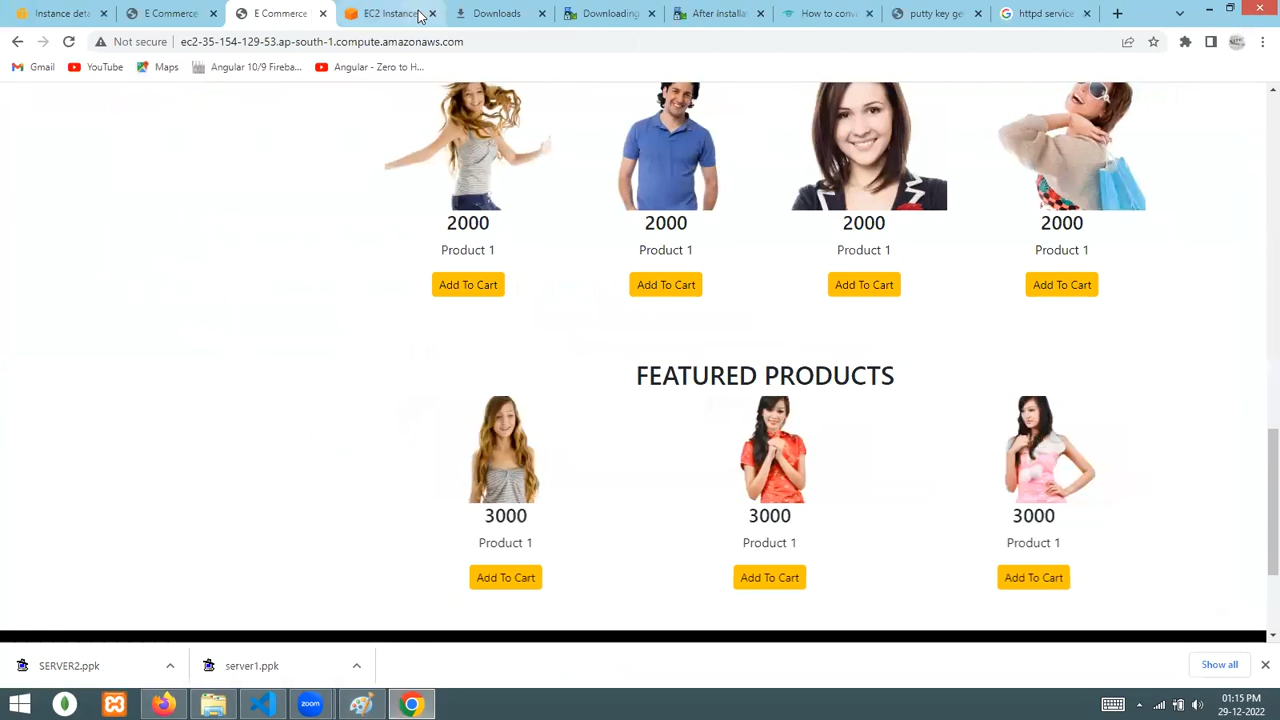 Instance deta
E Commerce
E Commerce
EC2 Instance
Downloads
Downloading
After installa
How to conv
putty key ge
httpd service
Not secure
ec2-35-154-129-53.ap-south-1.compute.amazonaws.com
Gmail
YouTube
Maps
Angular 10/9 Fireba...
Angular - Zero to H...
2000
2000
2000
2000
Product 1
Product 1
Product 1
Product 1
Add To Cart
Add To Cart
Add To Cart
Add To Cart
FEATURED PRODUCTS
3000
3000
3000
Product 1
Product 1
Product 1
Add To Cart
Add To Cart
Add To Cart
SERVER2.ppk
server1.ppk
Show all
zoom
01:15 PM
29-12-2022